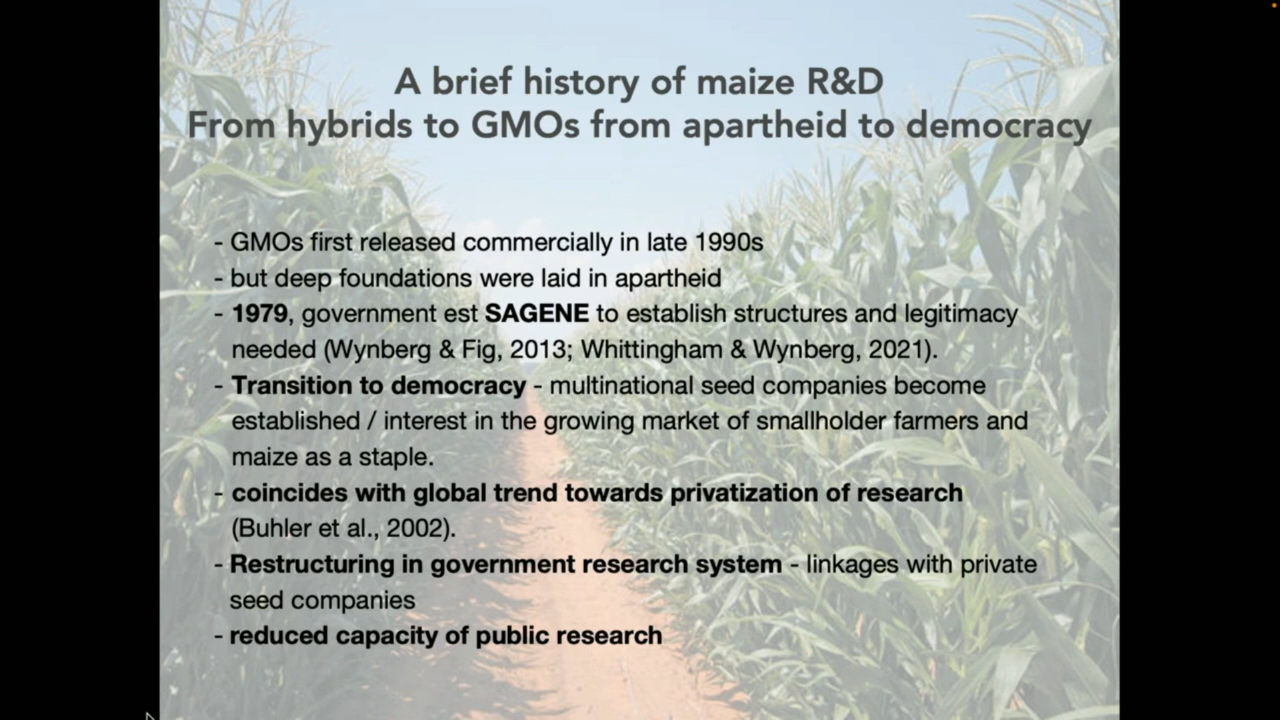 A brief history of maize R&D
From hybrids to GMOs from apartheid to democracy
- GMOs first released commercially in late 1990s
- but deep foundations were laid in apartheid
- 1979, government est SAGENE to establish structures and legitimacy
needed (Wynberg & Fig, 2013; Whittingham & Wynberg, 2021).
- Transition to democracy - multinational seed companies become
established / interest in the growing market of smallholder farmers and
maize as a staple.
- coincides with global trend towards privatization of research
(Buhler et al., 2002).
- Restructuring in government research system - linkages with private
seed companies
- reduced capacity of public research